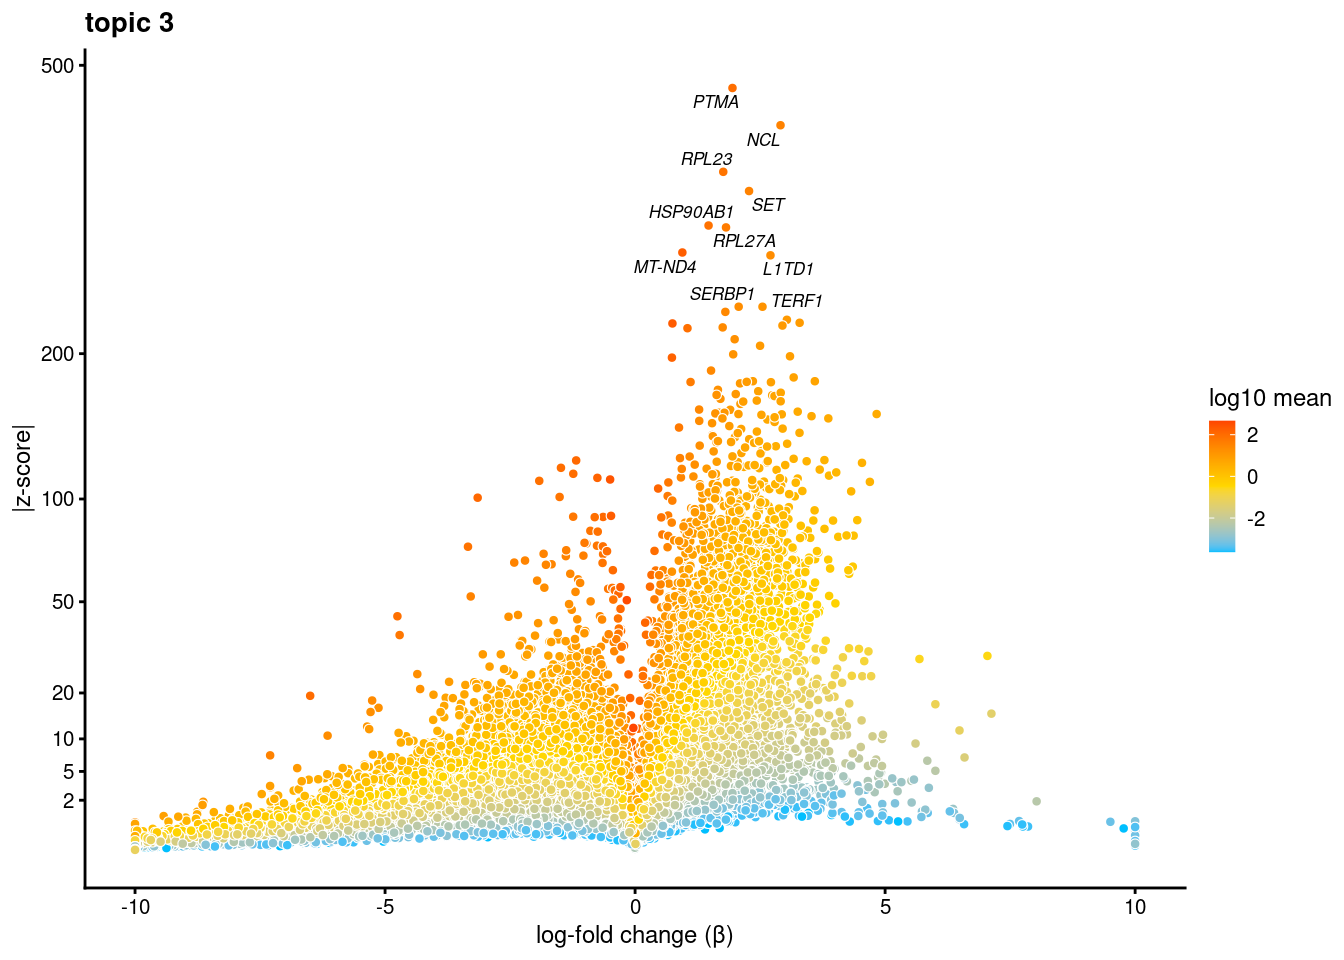 topic 3
500
200
100
50
20
10
5
2
|z-score|
PTMA
NCL
RPL23
SET
HSP90AB1
RPL27A
MT-ND4
L1TD1
SERBP1
TERF1
log10 mean
2
0
-2
-10
-5
0
5
10
log-fold change (β)